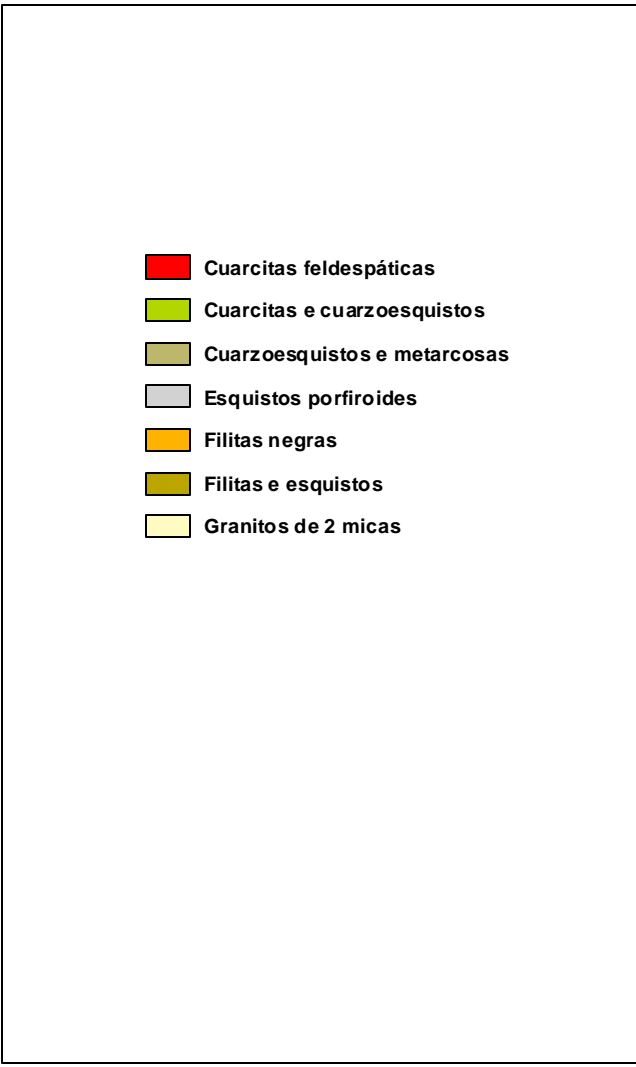 Cuarcitas feldespáticas
Cuarcitas e cuarzoesquistos
Cuarzoesquistos e metarcosas
Esquistos porfiroides
Filitas negras
Filitas e esquistos
Granitos de 2 micas